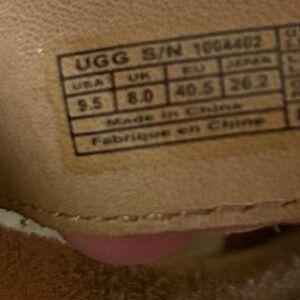 UGG S/N 1004402
USA UK EU JAPAN
9.5 8.0 40.5 26.2
Made in China
Fabriqué en Chine